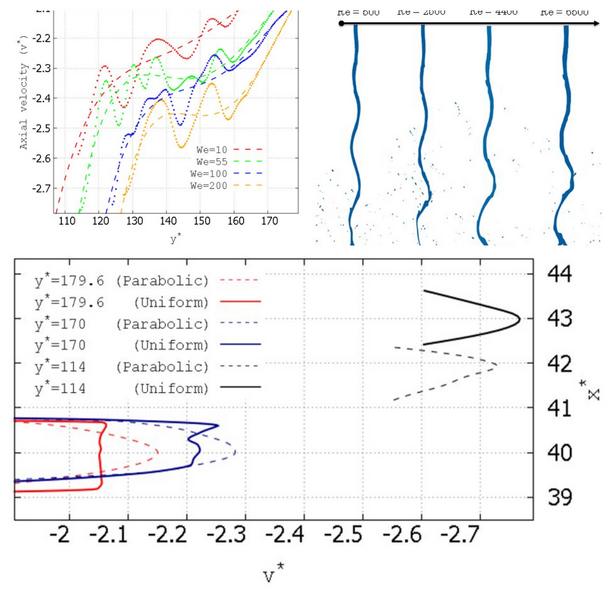 -2.1
-2.2
-2.3
-2.4
-2.5
-2.6
-2.7
Axial velocity (v*)
We=10
We=55
We=100
We=200
110 120 130 140 150 160 170
y*
Re=500 Re=2000 Re=4400 Re=6600
y*=179.6 (Parabolic)
y*=179.6 (Uniform)
y*=170 (Parabolic)
y*=170 (Uniform)
y*=114 (Parabolic)
y*=114 (Uniform)
44
43
42
41
40
39
x*
-2 -2.1 -2.2 -2.3 -2.4 -2.5 -2.6 -2.7
v*